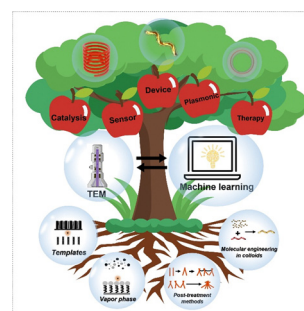 Device
Plasmonic
Catalysis
Sensor
Therapy
TEM
Machine learning
Templates
Vapor phase
Post-treatment
methods
Molecular engineering
in colloids